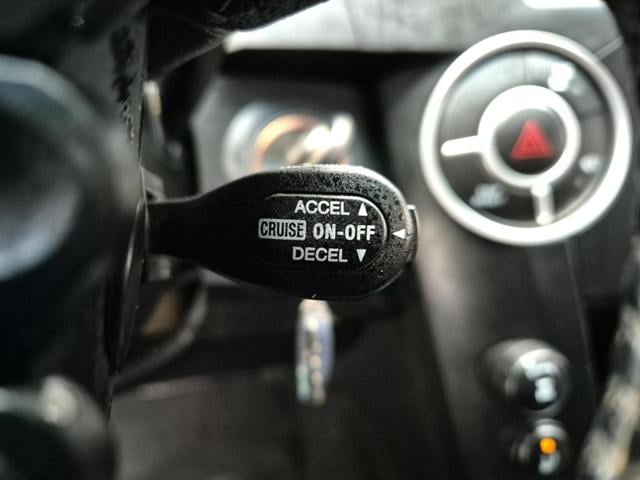 ACCEL ▲
CRUISE ON-OFF ◀
DECEL ▼